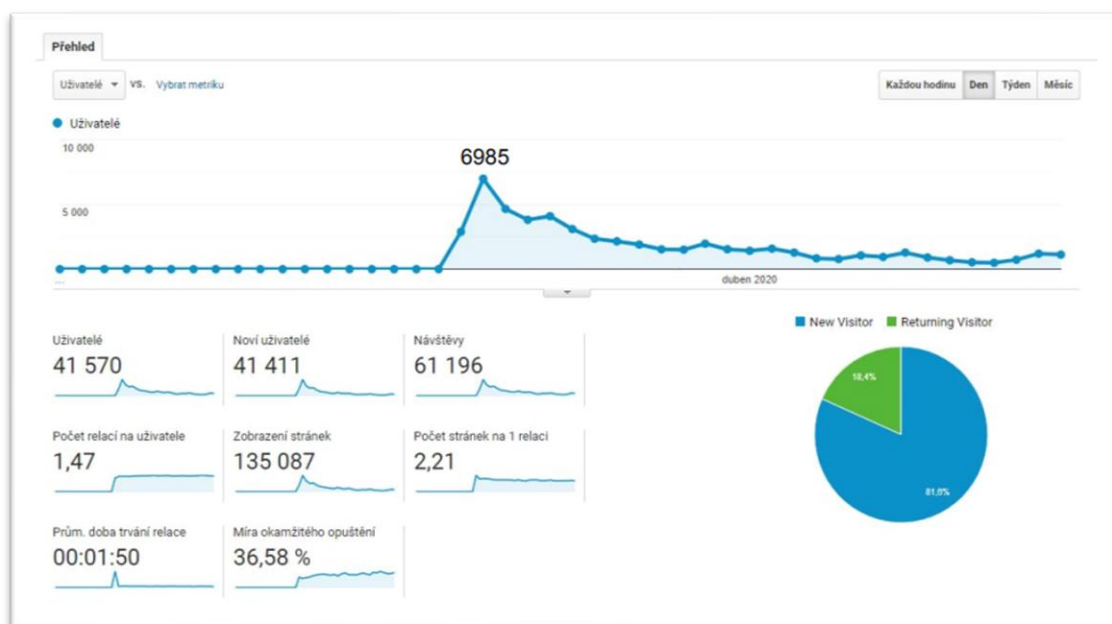 Přehled
Uživatelé vs. Vybrat metriku
Každou hodinu Den Týden Měsíc
Uživatelé
10 000
6985
5 000
...
duben 2020
New Visitor Returning Visitor
Uživatelé Noví uživatelé Návštěvy
41 570 41 411 61 196
18,4%
Počet relací na uživatele Zobrazení stránek Počet stránek na 1 relaci
1,47 135 087 2,21
81,6%
Prům. doba trvání relace Míra okamžitého opuštění
00:01:50 36,58 %